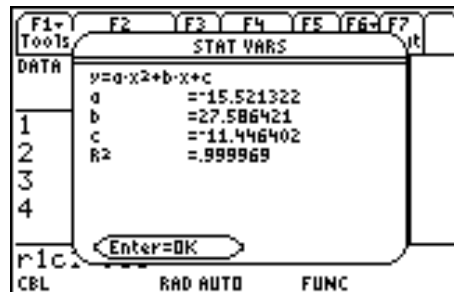 F1 F2 F3 F4 F5 F6 F7
Tools
STAT VARS
DATA
y=a·x²+b·x+c
a =⁻15.521322
b =27.586421
c =⁻11.446402
R² =.999969
1
2
3
4
Enter=OK
CBL RAD AUTO FUNC